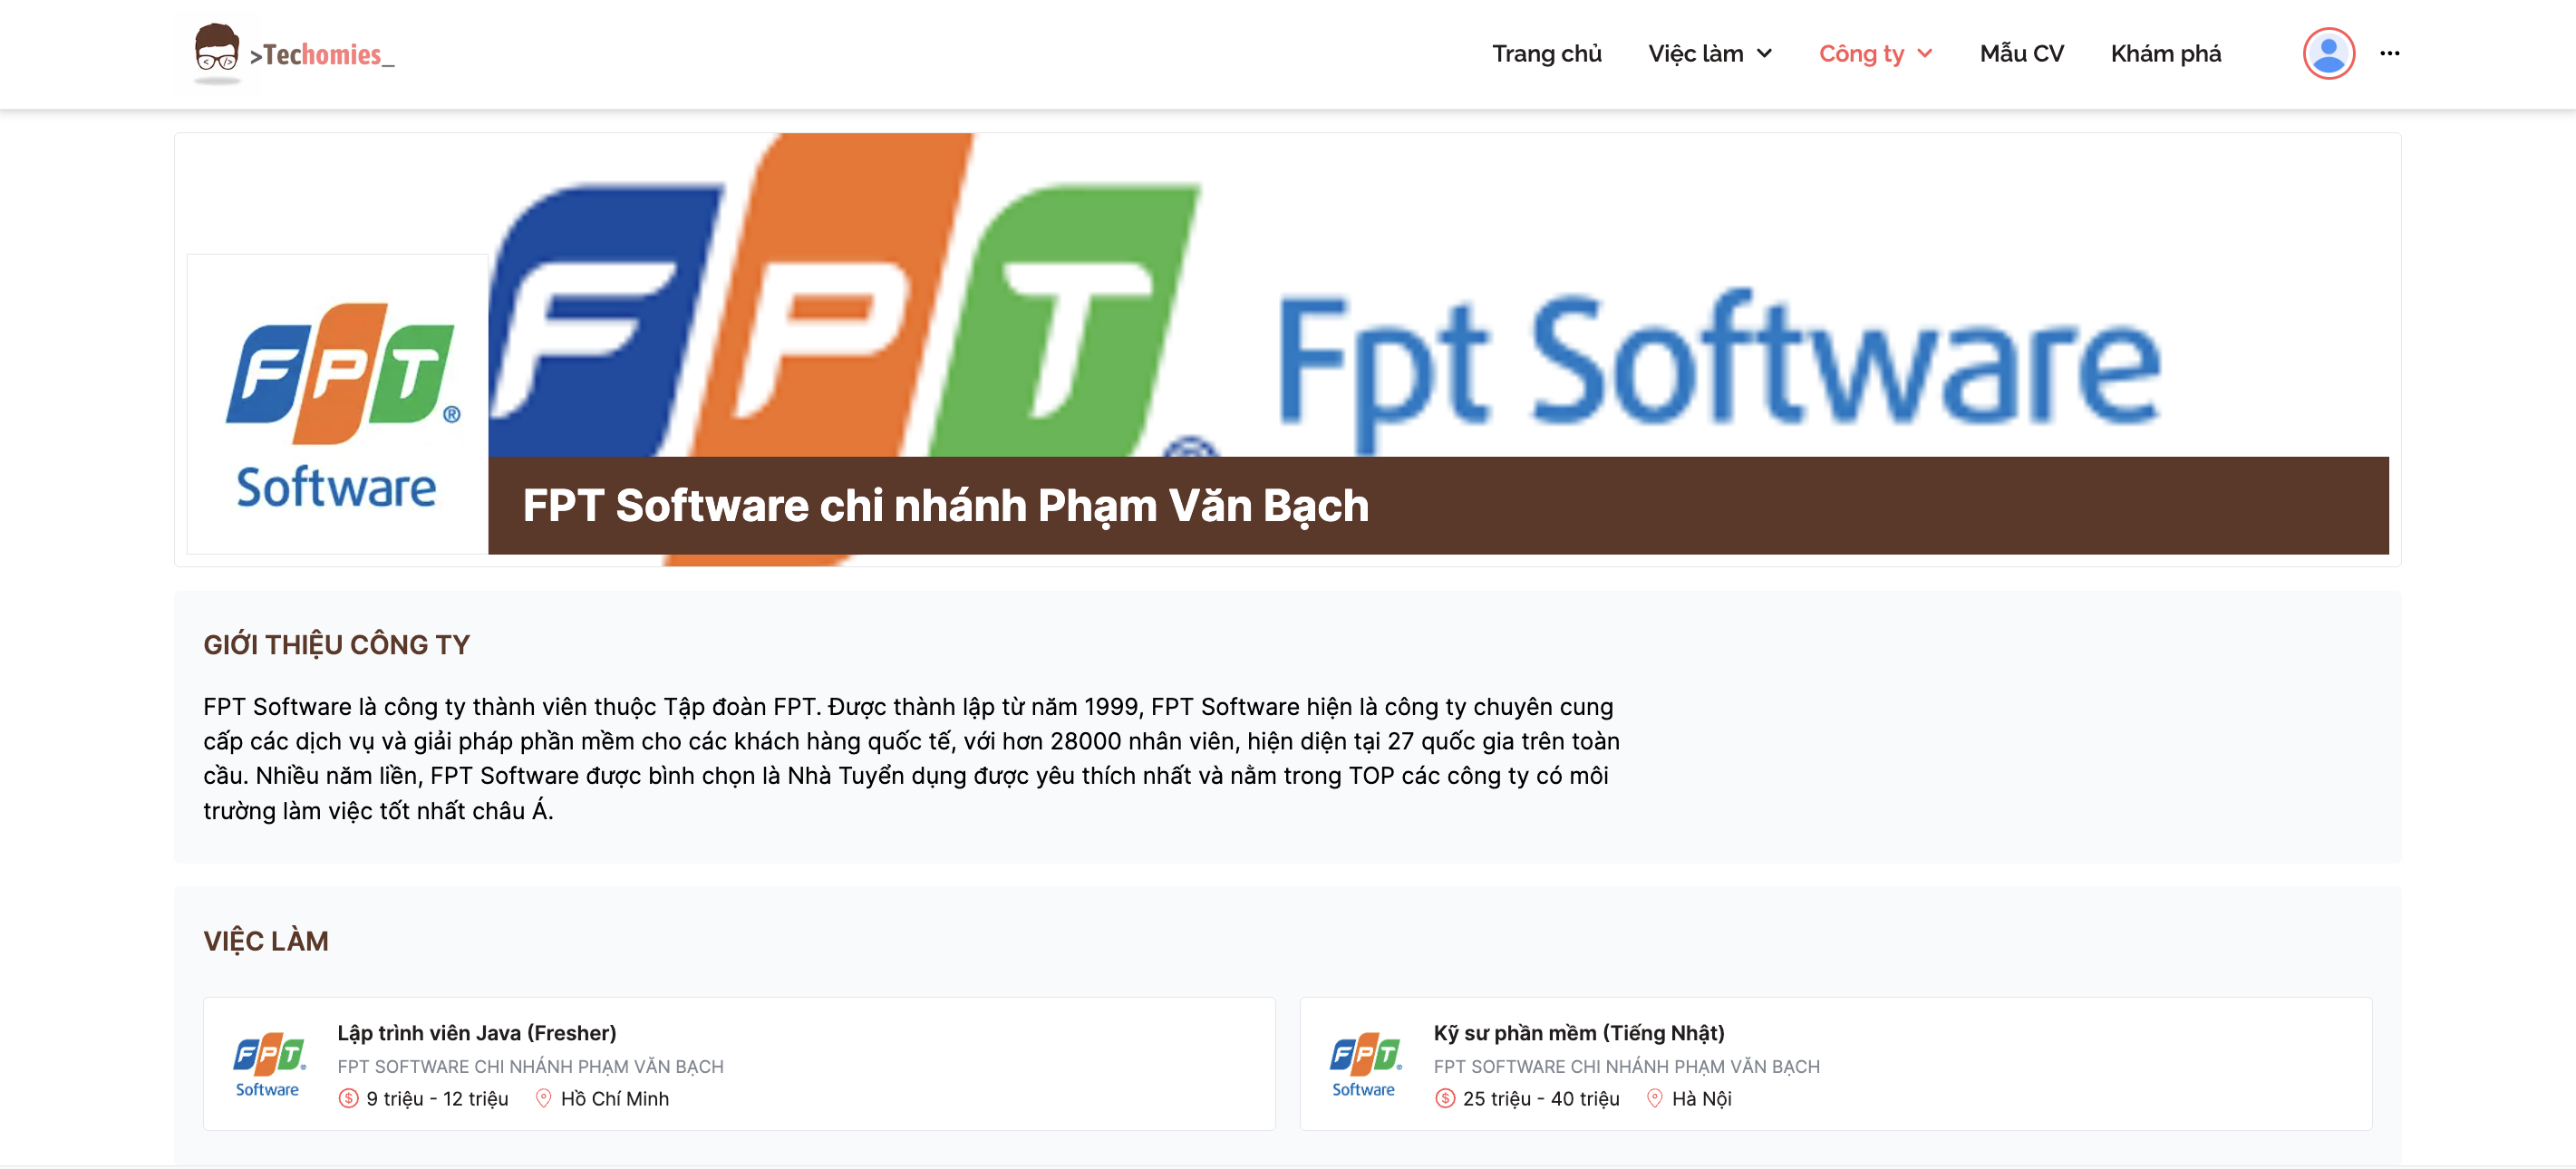 >Techomies_
Trang chủ
Việc làm
Công ty
Mẫu CV
Khám phá
FPT
Fpt Software
FPT®
Software
FPT Software chi nhánh Phạm Văn Bạch
GIỚI THIỆU CÔNG TY
FPT Software là công ty thành viên thuộc Tập đoàn FPT. Được thành lập từ năm 1999, FPT Software hiện là công ty chuyên cung
cấp các dịch vụ và giải pháp phần mềm cho các khách hàng quốc tế, với hơn 28000 nhân viên, hiện diện tại 27 quốc gia trên toàn
cầu. Nhiều năm liền, FPT Software được bình chọn là Nhà Tuyển dụng được yêu thích nhất và nằm trong TOP các công ty có môi
trường làm việc tốt nhất châu Á.
VIỆC LÀM
FPT®
Software
Lập trình viên Java (Fresher)
FPT SOFTWARE CHI NHÁNH PHẠM VĂN BẠCH
9 triệu - 12 triệu
Hồ Chí Minh
FPT®
Software
Kỹ sư phần mềm (Tiếng Nhật)
FPT SOFTWARE CHI NHÁNH PHẠM VĂN BẠCH
25 triệu - 40 triệu
Hà Nội